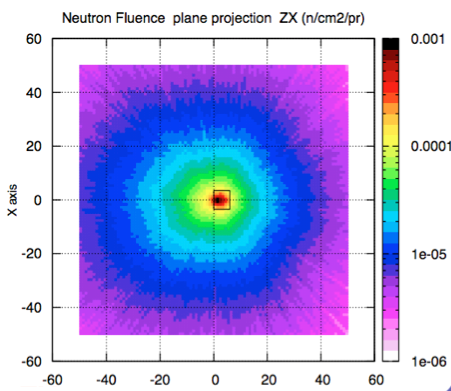 Neutron Fluence plane projection ZX (n/cm2/pr)
60
40
20
0
-20
-40
-60
X axis
-60 -40 -20 0 20 40 60
0.001
0.0001
1e-05
1e-06